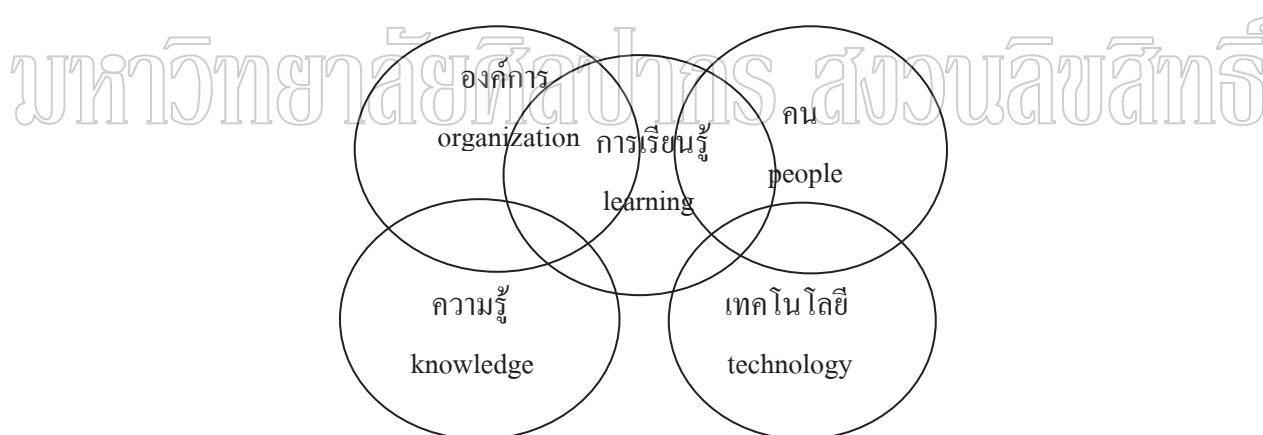 มหาวิทยาลัยศิลปากร สงวนลิขสิทธิ์
องค์การ
organization
การเรียนรู้
learning
คน
people
ความรู้
knowledge
เทคโนโลยี
technology